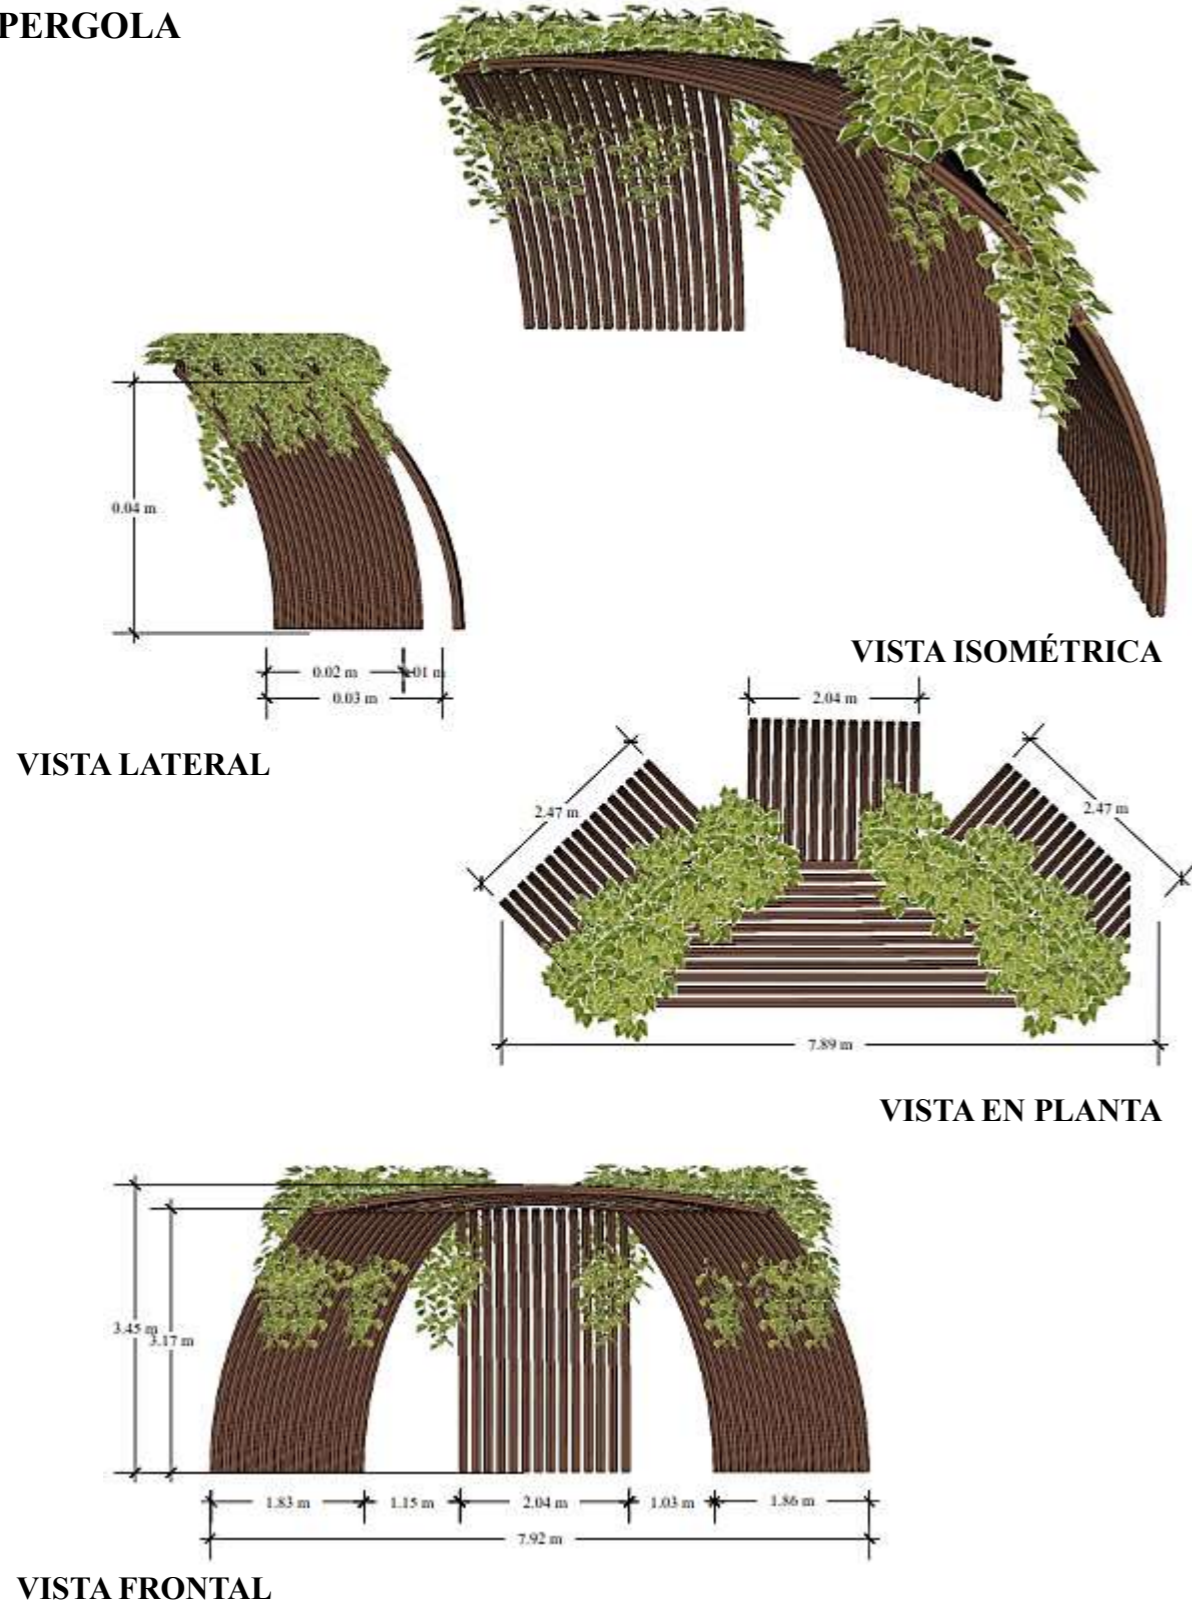 PERGOLA
0.04 m
VISTA ISOMÉTRICA
0.02 m
.01 m
0.03 m
2.04 m
VISTA LATERAL
2.47 m
2.47 m
7.89 m
VISTA EN PLANTA
3.45 m
3.17 m
1.83 m
1.15 m
2.04 m
1.03 m
1.86 m
7.92 m
VISTA FRONTAL